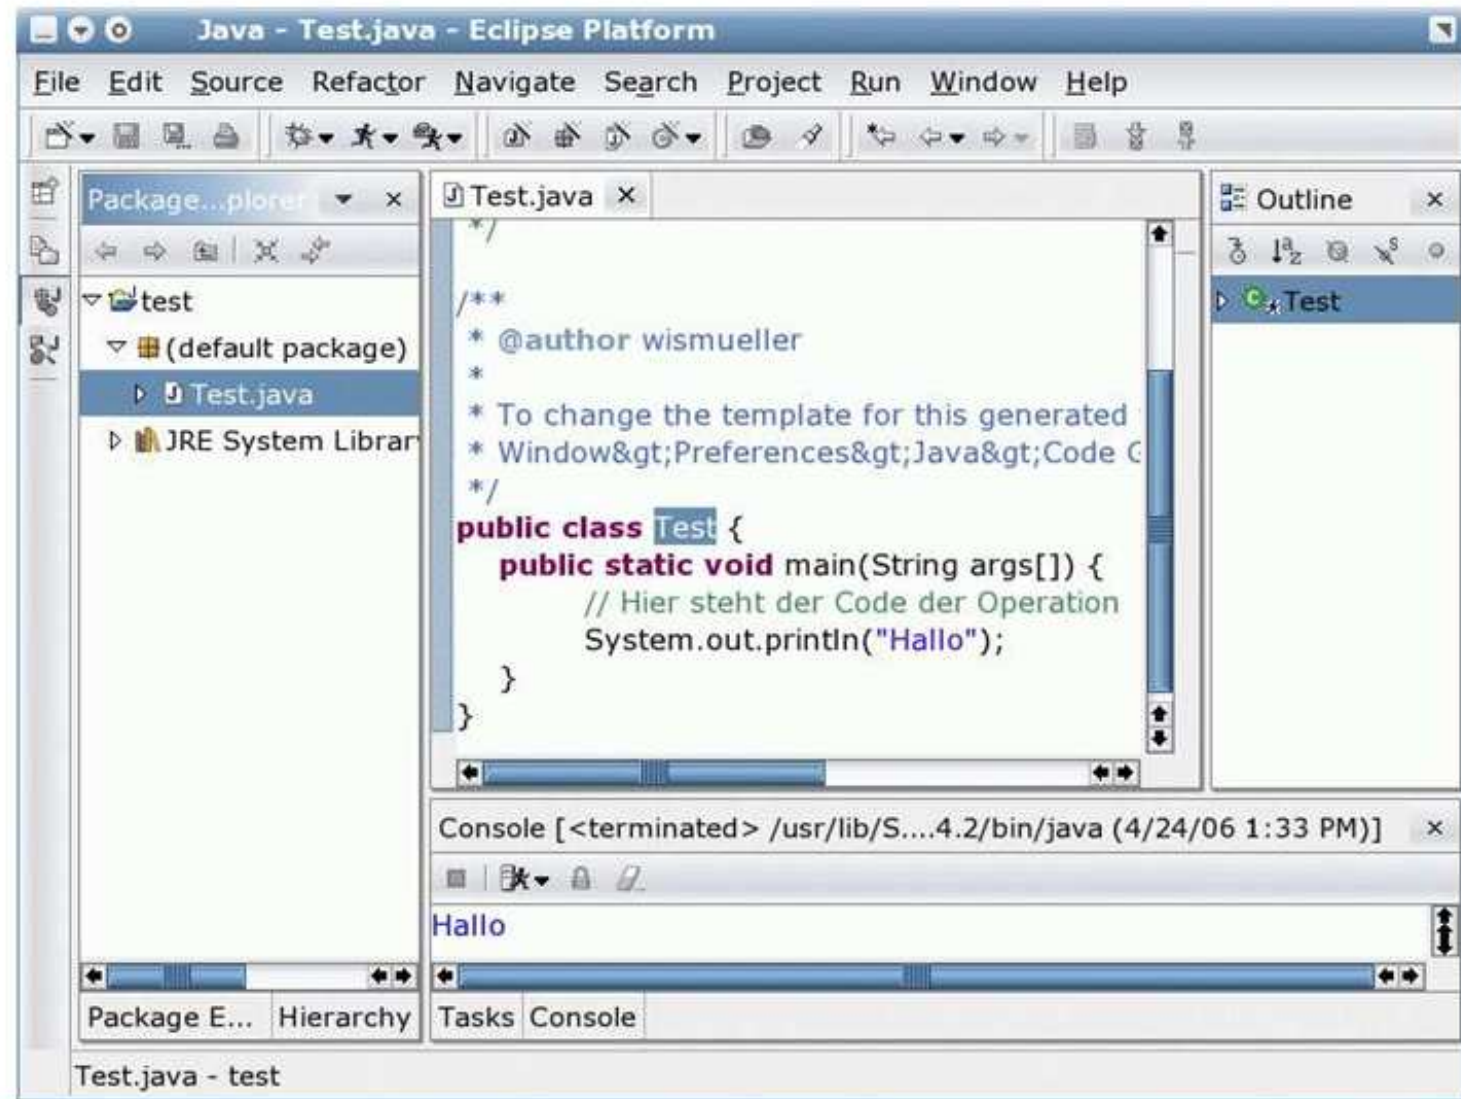 Java - Test.java - Eclipse Platform
File Edit Source Refactor Navigate Search Project Run Window Help
Package...plorer
Test.java
Outline
test
(default package)
Test.java
JRE System Librar
*/
/**
* @author wismueller
*
* To change the template for this generated
* Window&gt;Preferences&gt;Java&gt;Code G
*/
public class Test {
public static void main(String args[]) {
// Hier steht der Code der Operation
System.out.println("Hallo");
}
}
Test
Console [<terminated> /usr/lib/S....4.2/bin/java (4/24/06 1:33 PM)]
Hallo
Package E... Hierarchy
Tasks Console
Test.java - test